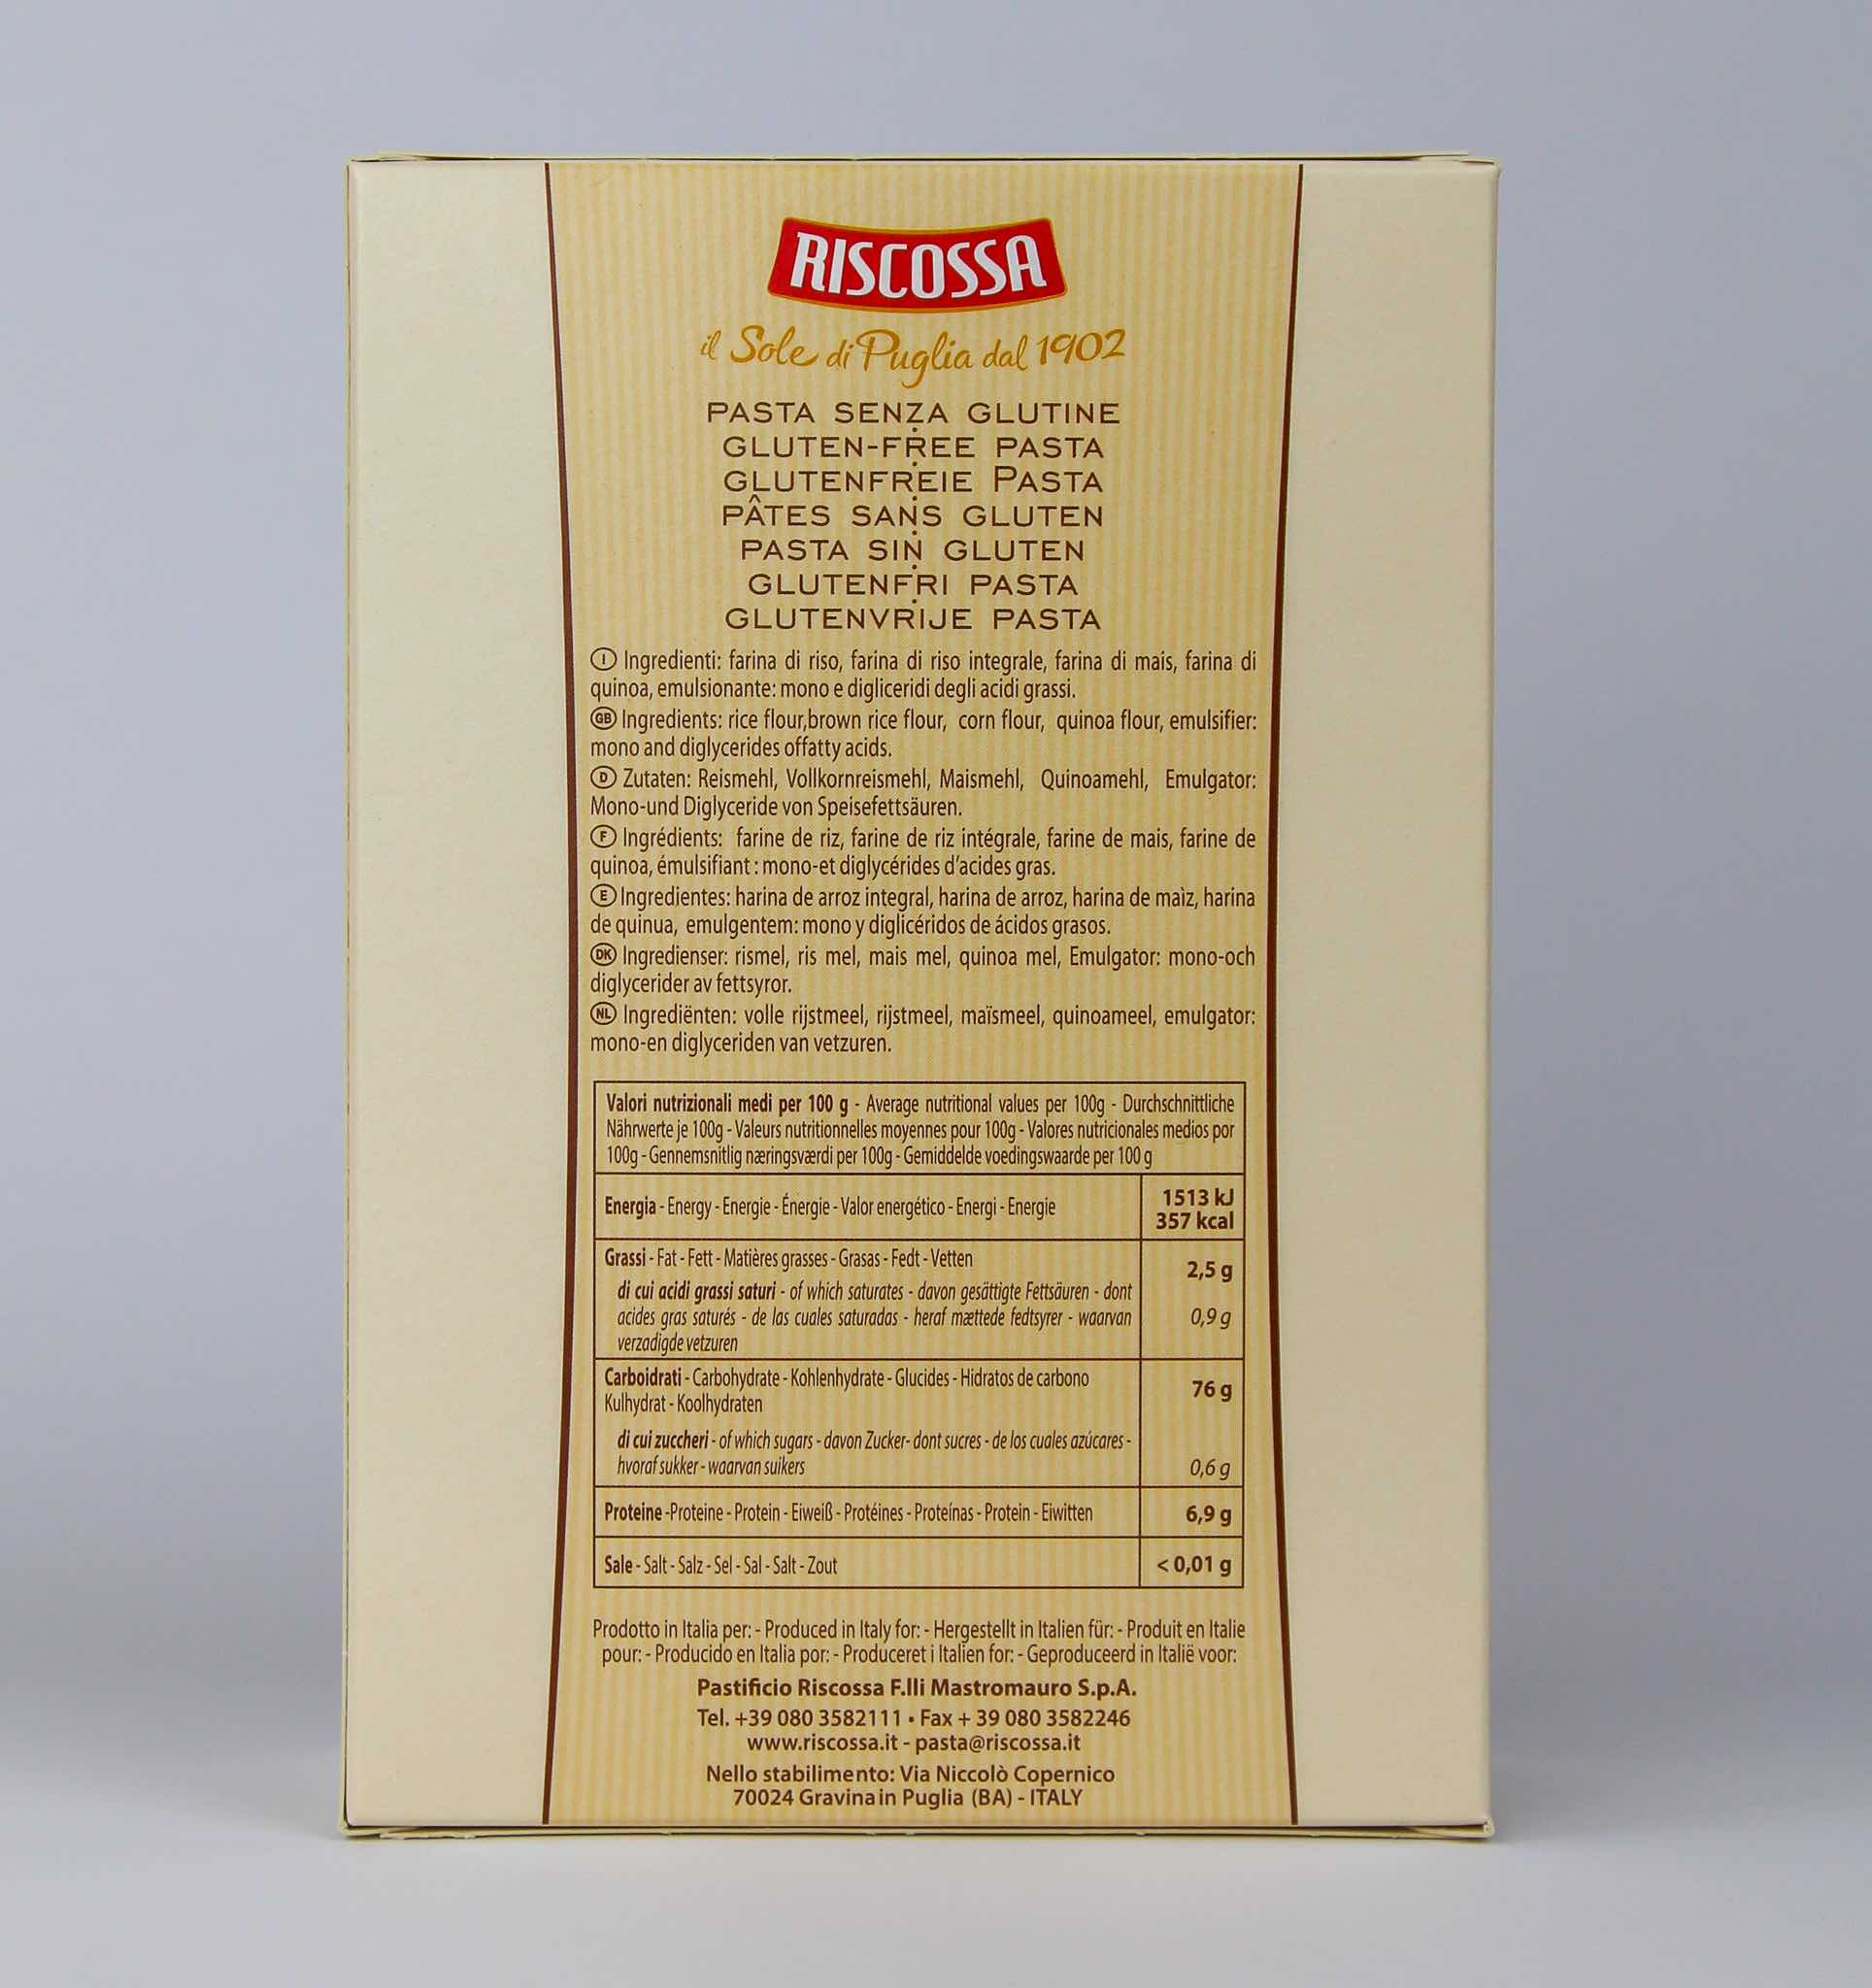 RISCOSSA
il Sole di Puglia dal 1902
PASTA SENZA GLUTINE
GLUTEN-FREE PASTA
GLUTENFREIE PASTA
PÂTES SANS GLUTEN
PASTA SIN GLUTEN
GLUTENFRI PASTA
GLUTENVRIJE PASTA
I Ingredienti: farina di riso, farina di riso integrale, farina di mais, farina di
quinoa, emulsionante: mono e digliceridi degli acidi grassi.
GB Ingredients: rice flour,brown rice flour, corn flour, quinoa flour, emulsifier:
mono and diglycerides offatty acids.
D Zutaten: Reismehl, Vollkornreismehl, Maismehl, Quinoamehl, Emulgator:
Mono-und Diglyceride von Speisefettsäuren.
F Ingrédients: farine de riz, farine de riz intégrale, farine de mais, farine de
quinoa, émulsifiant : mono-et diglycérides d'acides gras.
E Ingredientes: harina de arroz integral, harina de arroz, harina de maìz, harina
de quinua, emulgentem: mono y diglicéridos de ácidos grasos.
DK Ingredienser: rismel, ris mel, mais mel, quinoa mel, Emulgator: mono-och
diglycerider av fettsyror.
NL Ingrediënten: volle rijstmeel, rijstmeel, maïsmeel, quinoameel, emulgator:
mono-en diglyceriden van vetzuren.
Valori nutrizionali medi per 100 g - Average nutritional values per 100g - Durchschnittliche
Nährwerte je 100g - Valeurs nutritionnelles moyennes pour 100g - Valores nutricionales medios por
100g - Gennemsnitlig næringsværdi per 100g - Gemiddelde voedingswaarde per 100 g
Energia - Energy - Energie - Énergie - Valor energético - Energi - Energie
1513 kJ
357 kcal
Grassi - Fat - Fett - Matières grasses - Grasas - Fedt - Vetten
2,5 g
di cui acidi grassi saturi - of which saturates - davon gesättigte Fettsäuren - dont
acides gras saturés - de las cuales saturadas - heraf mættede fedtsyrer - waarvan
verzadigde vetzuren
0,9 g
Carboidrati - Carbohydrate - Kohlenhydrate - Glucides - Hidratos de carbono
Kulhydrat - Koolhydraten
76 g
di cui zuccheri - of which sugars - davon Zucker- dont sucres - de los cuales azúcares -
hvoraf sukker - waarvan suikers
0,6 g
Proteine -Proteine - Protein - Eiweiß - Protéines - Proteínas - Protein - Eiwitten
6,9 g
Sale - Salt - Salz - Sel - Sal - Salt - Zout
< 0,01 g
Prodotto in Italia per: - Produced in Italy for: - Hergestellt in Italien für: - Produit en Italie
pour: - Producido en Italia por: - Produceret i Italien for: - Geproduceerd in Italië voor:
Pastificio Riscossa F.lli Mastromauro S.p.A.
Tel. +39 080 3582111 • Fax + 39 080 3582246
www.riscossa.it - pasta@riscossa.it
Nello stabilimento: Via Niccolò Copernico
70024 Gravina in Puglia (BA) - ITALY